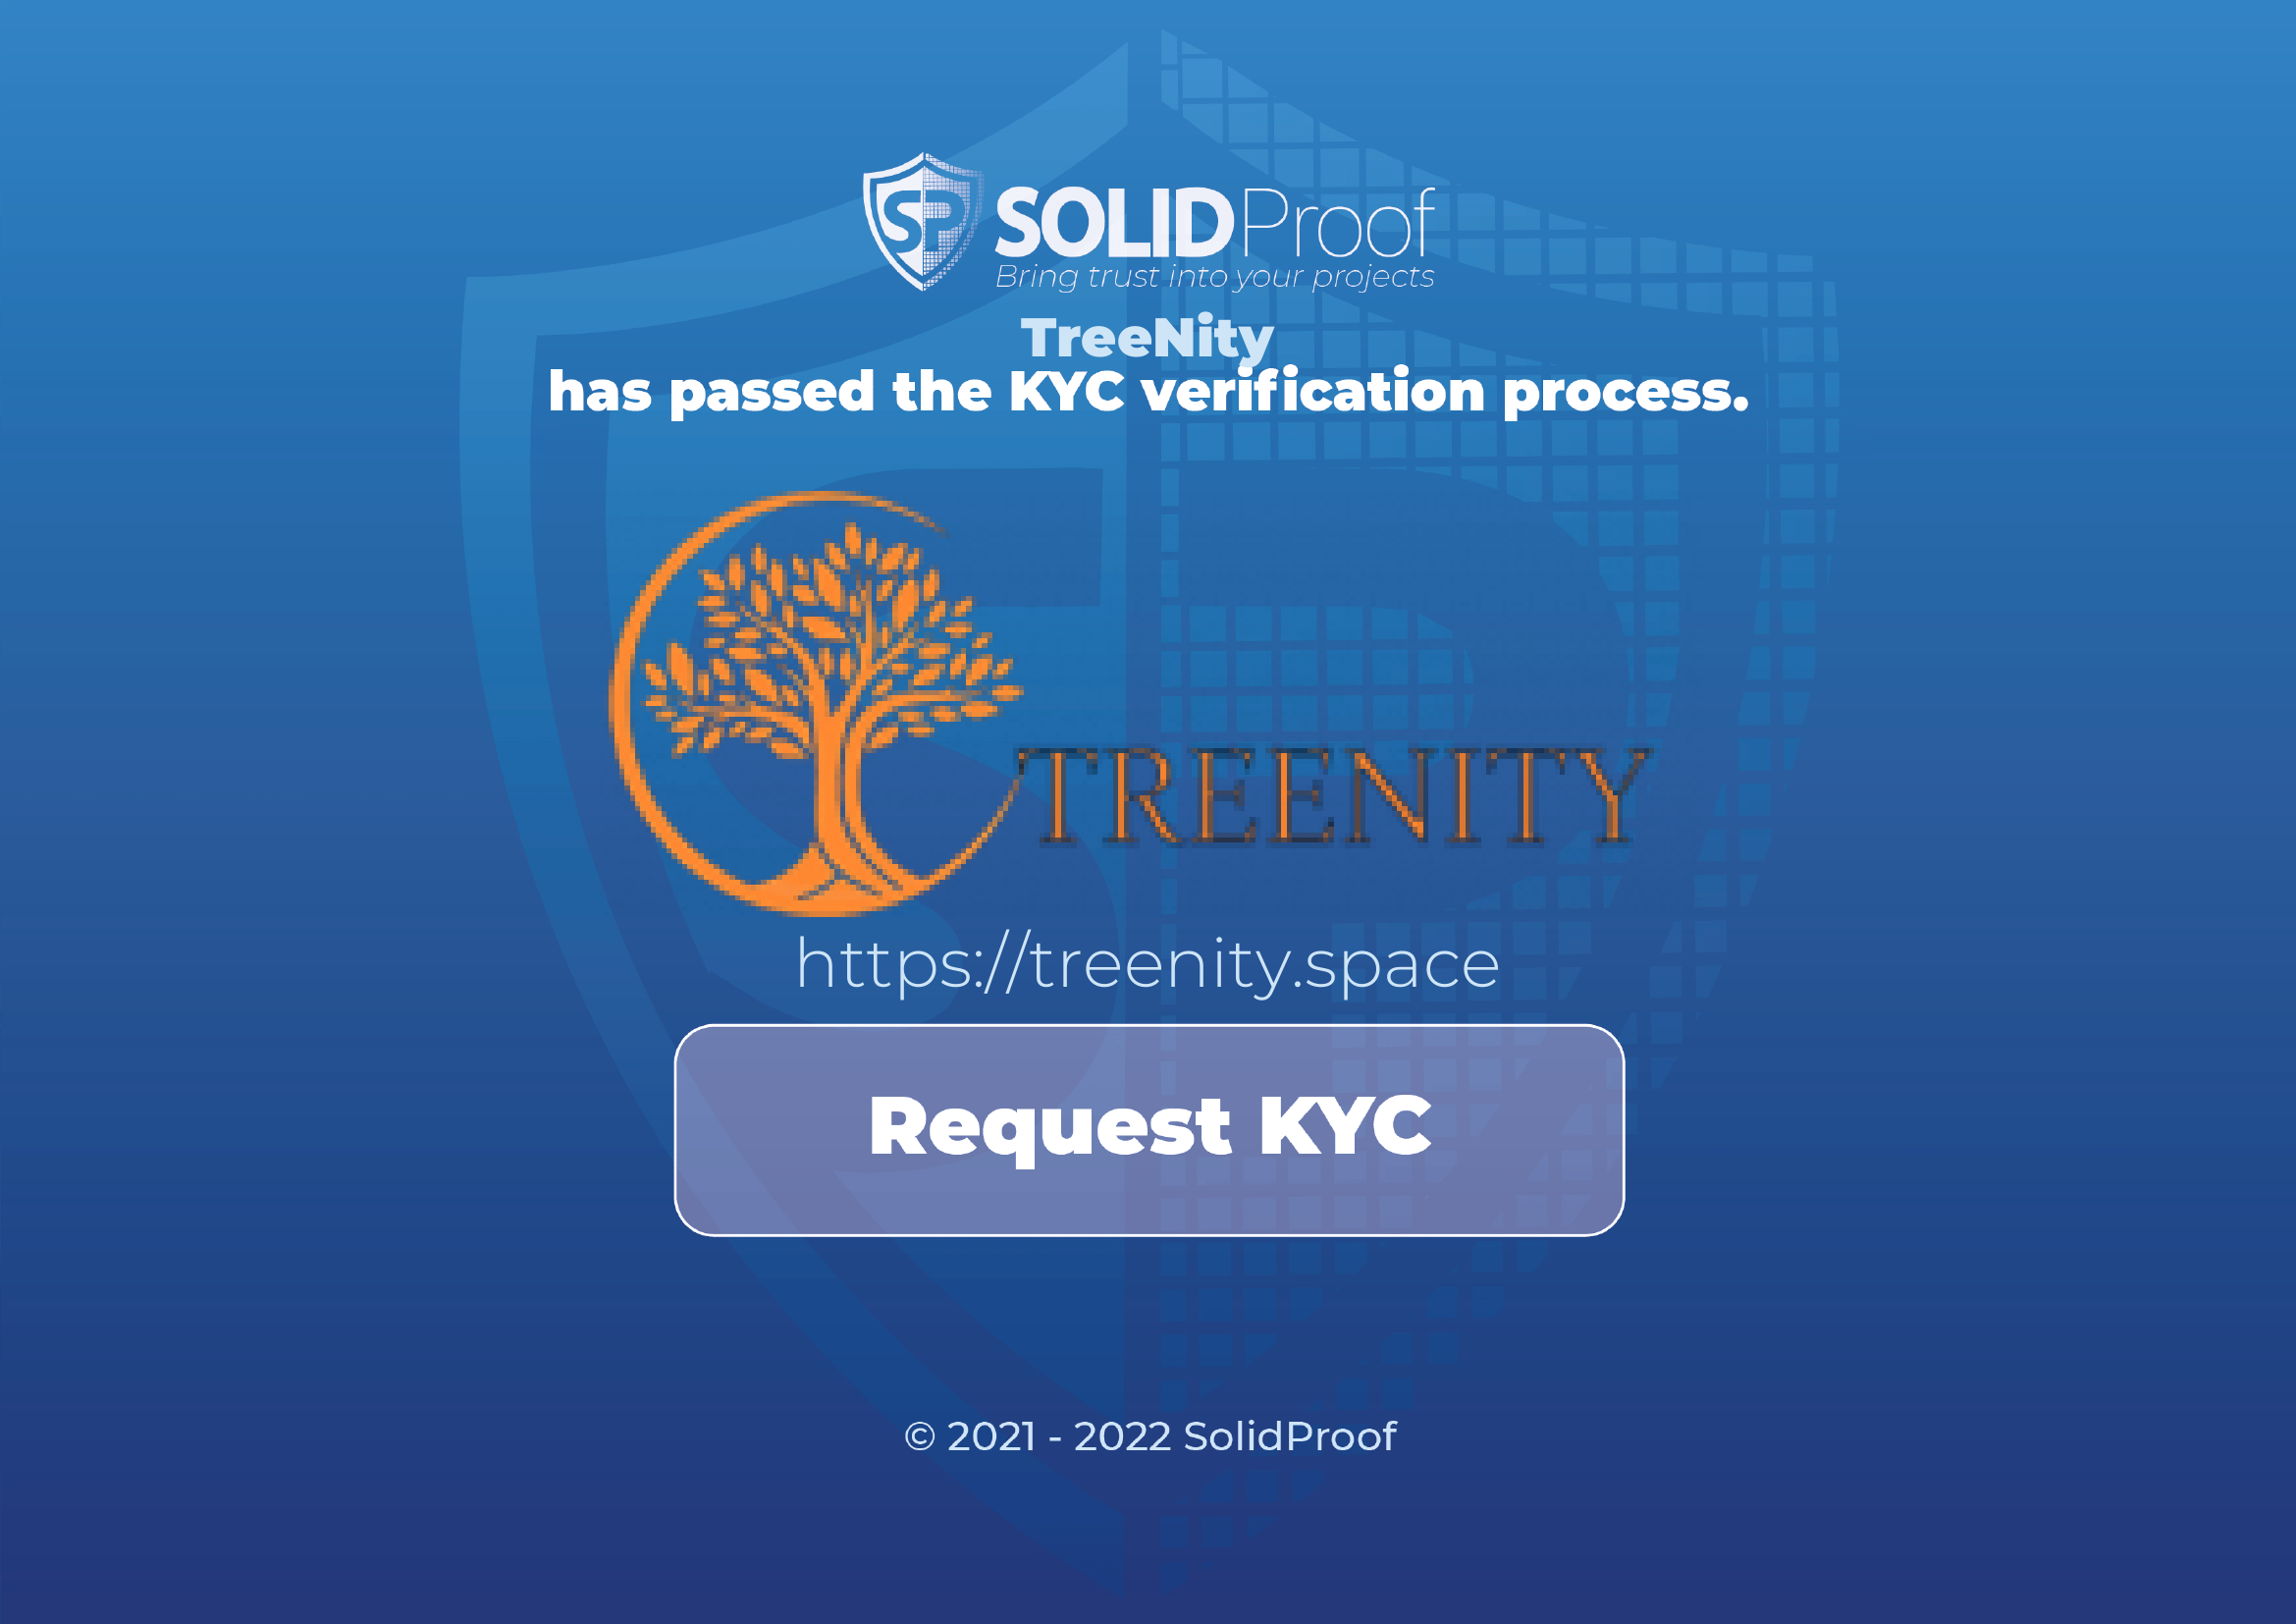 SP SOLIDProof
Bring trust into your projects
TreeNity
has passed the KYC verification process.
TREENITY
https://treenity.space
Request KYC
© 2021 - 2022 SolidProof